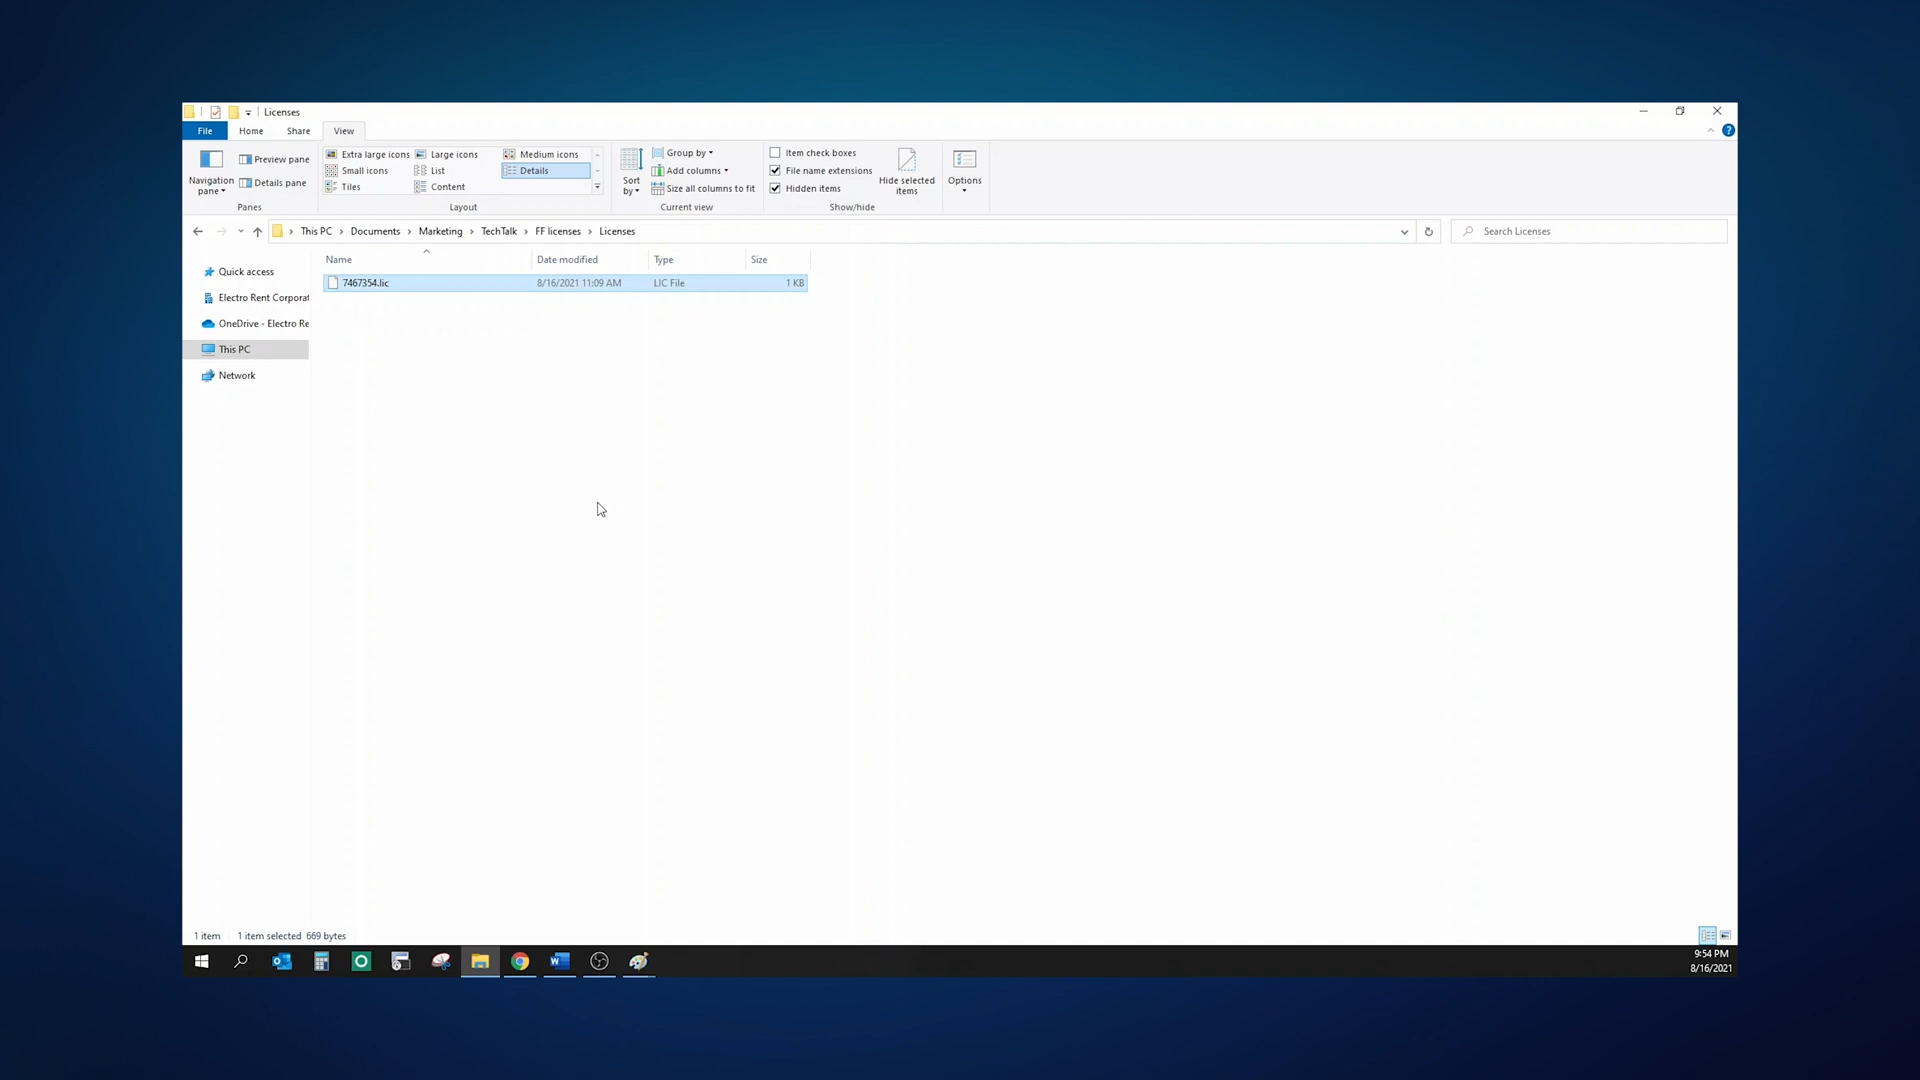 Licenses
File Home Share View
Navigation pane
Preview pane
Details pane
Panes
Extra large icons Large icons Medium icons
Small icons List Details
Tiles Content
Layout
Sort by
Group by
Add columns
Size all columns to fit
Current view
Item check boxes
File name extensions
Hidden items
Hide selected items
Show/hide
Options
This PC > Documents > Marketing > TechTalk > FF licenses > Licenses
Search Licenses
Name Date modified Type Size
7467354.lic 8/16/2021 11:09 AM LIC File 1 KB
Quick access
Electro Rent Corporat
OneDrive - Electro Re
This PC
Network
1 item 1 item selected 669 bytes
9:54 PM
8/16/2021